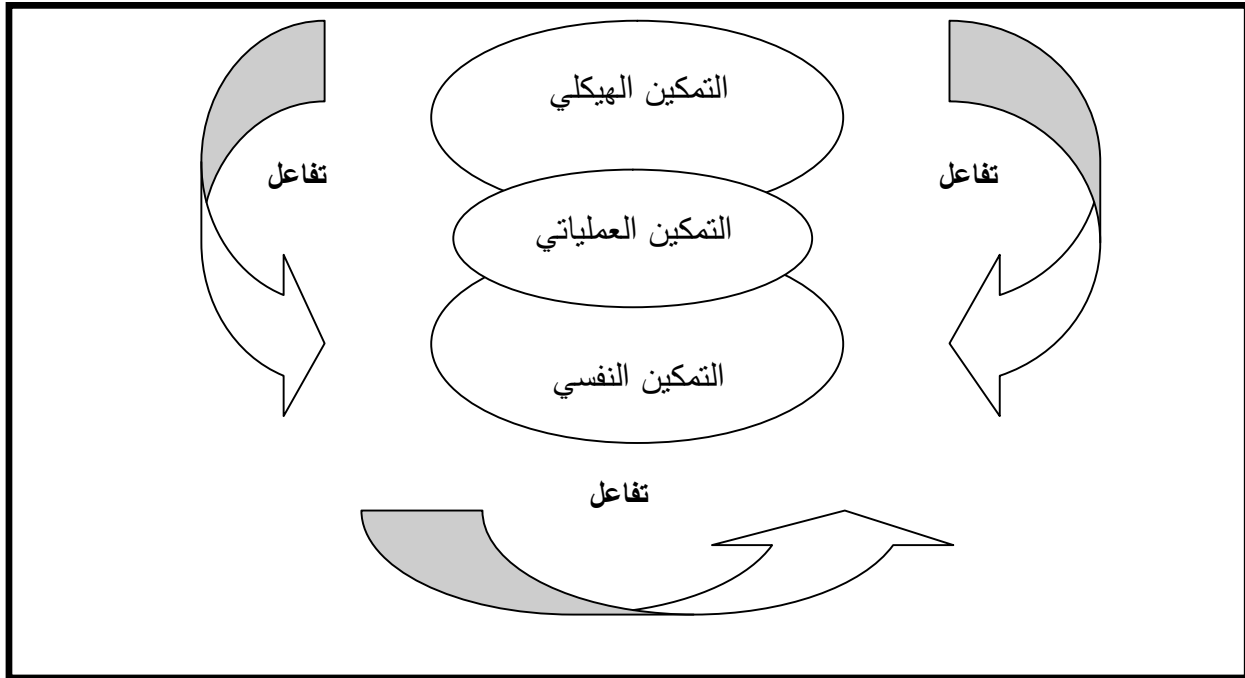 التمكين الهيكلي
تفاعل
تفاعل
التمكين العملياتي
التمكين النفسي
تفاعل